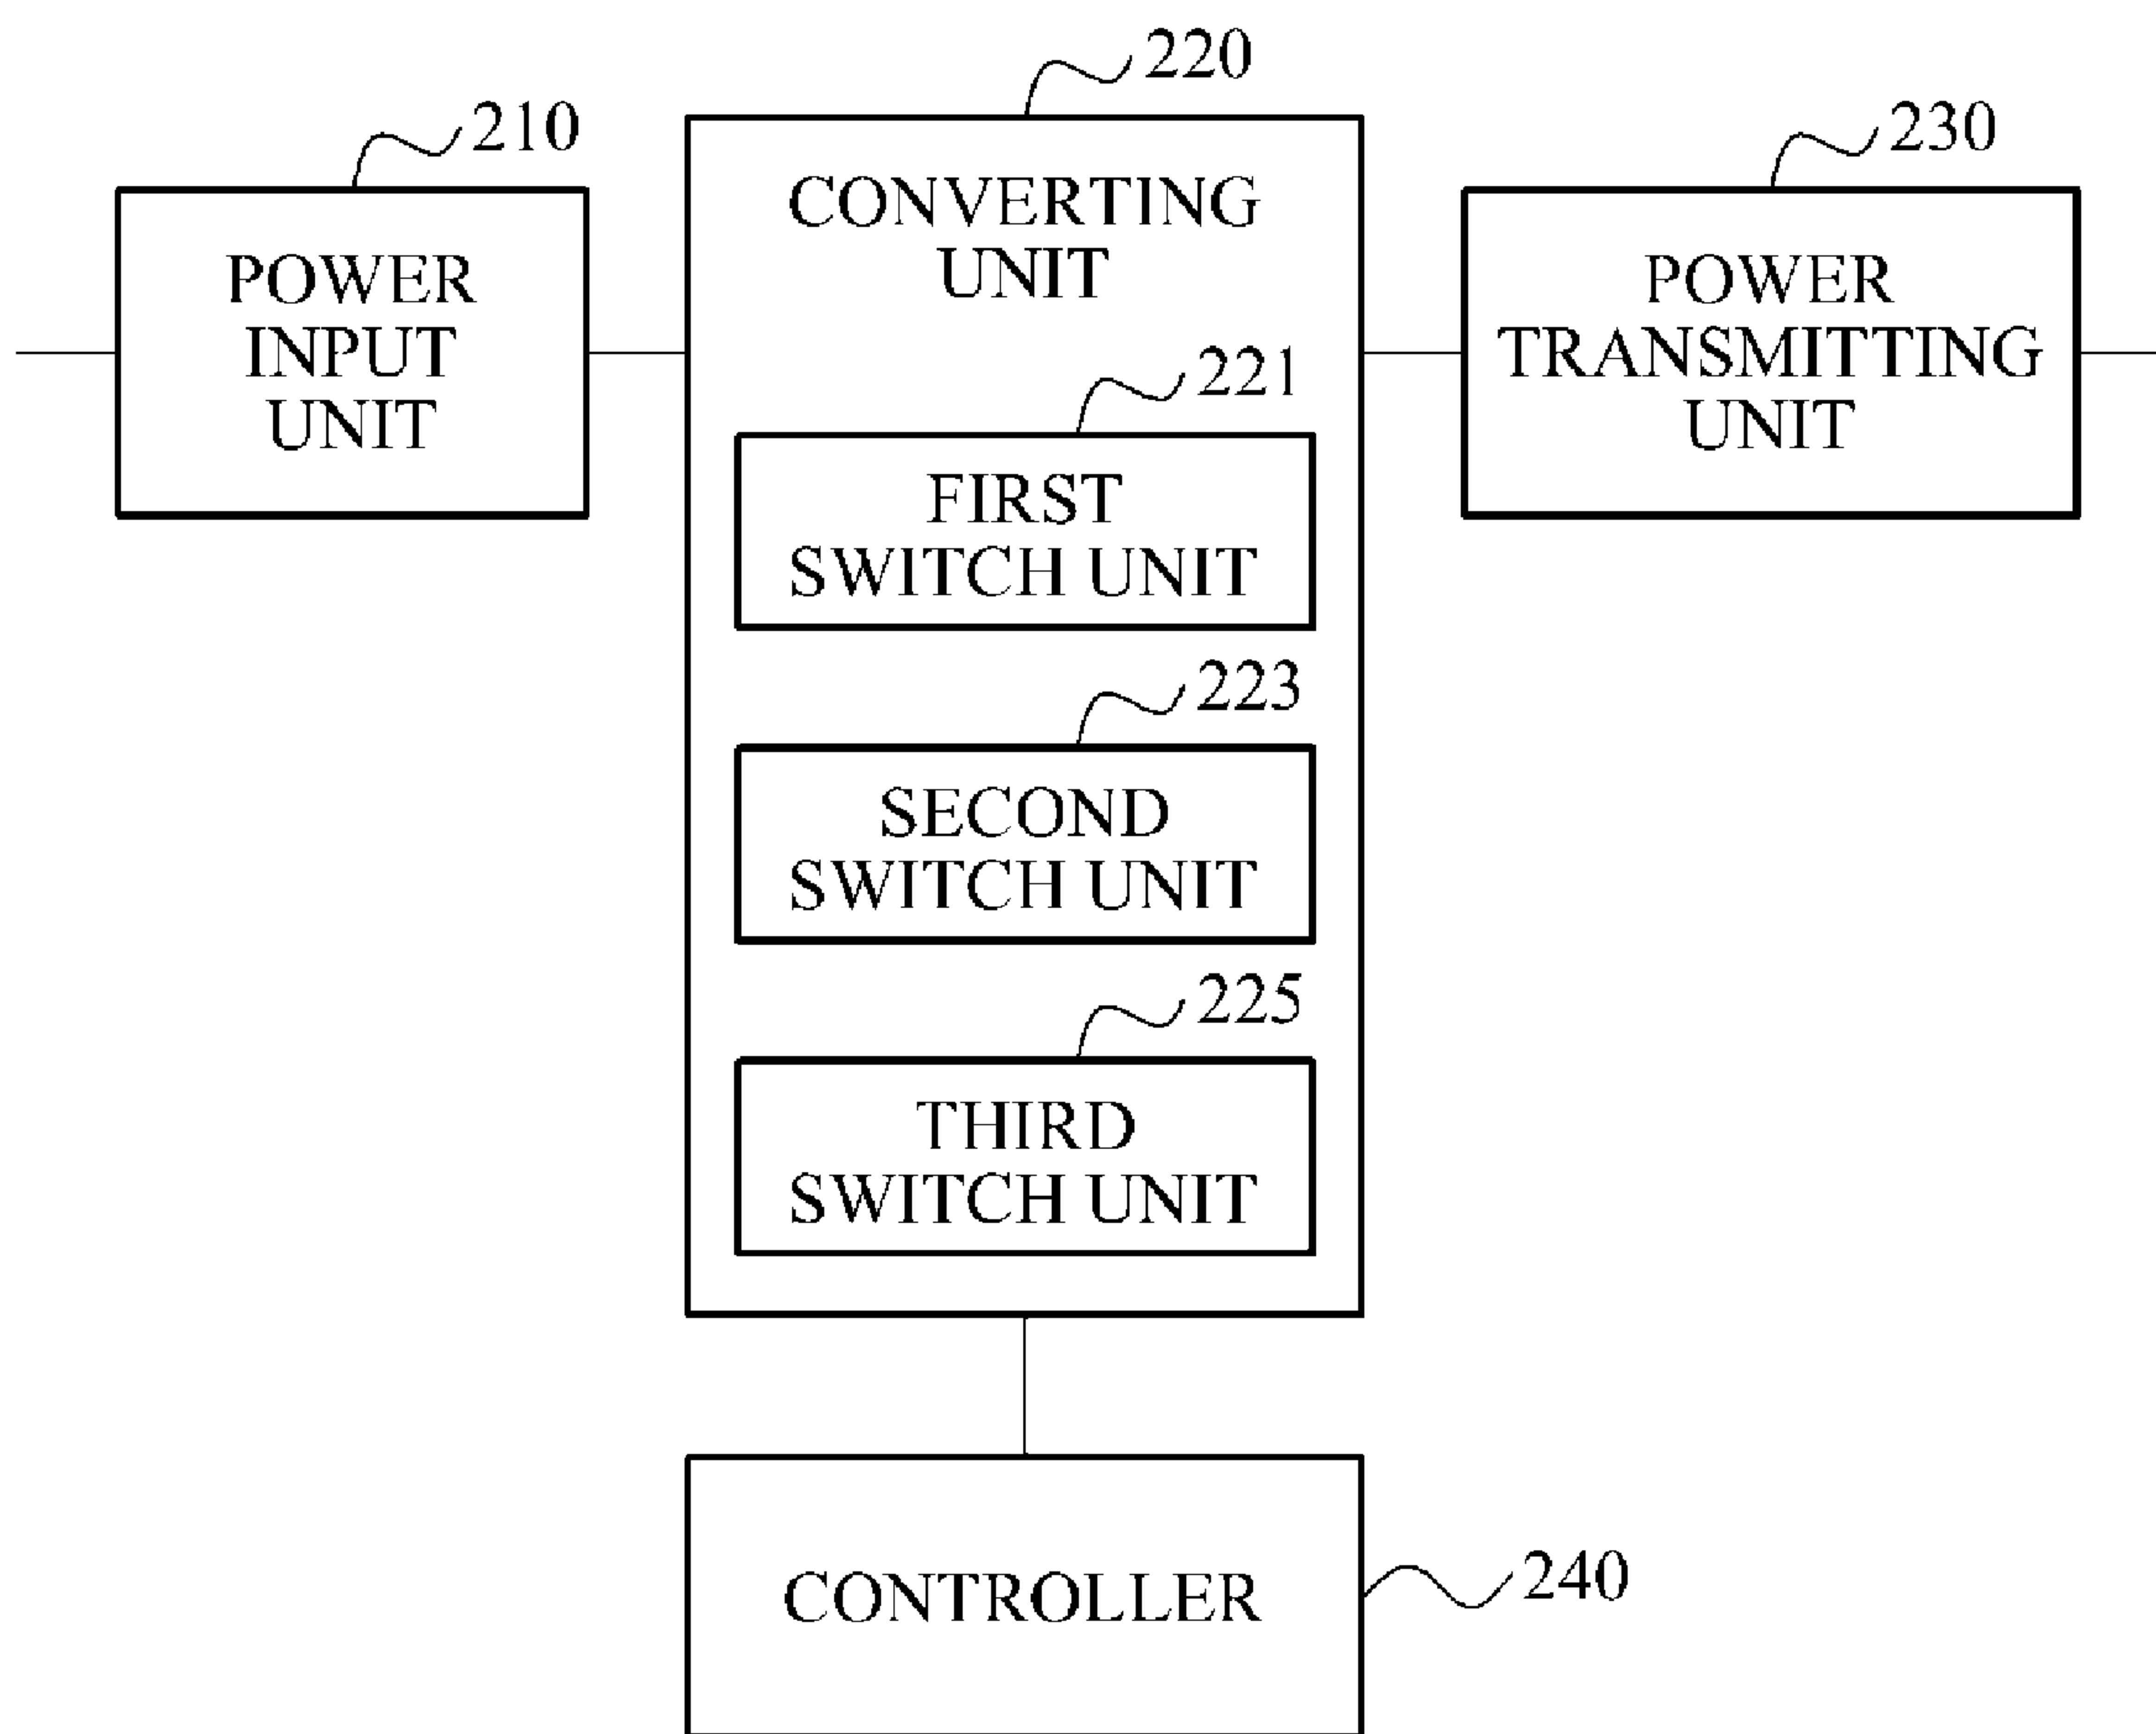 220
210
230
CONVERTING
UNIT
POWER
INPUT
UNIT
POWER
TRANSMITTING
UNIT
221
FIRST
SWITCH UNIT
223
SECOND
SWITCH UNIT
225
THIRD
SWITCH UNIT
CONTROLLER
240